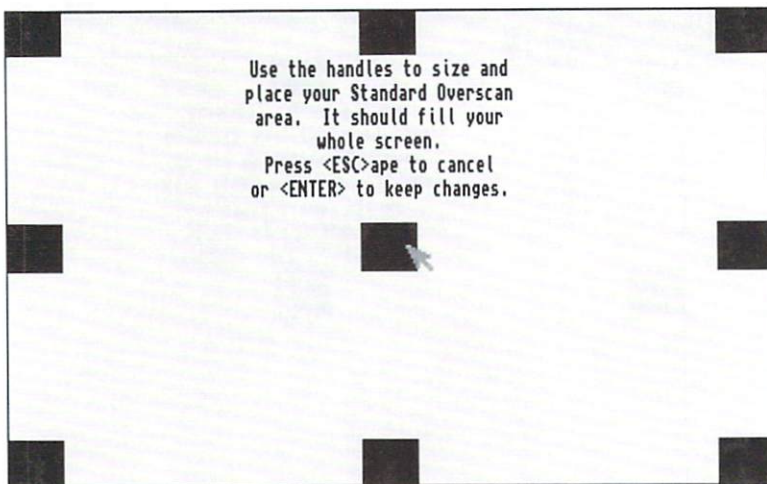 Use the handles to size and
place your Standard Overscan
area.  It should fill your
whole screen.
Press <ESC>ape to cancel
or <ENTER> to keep changes.